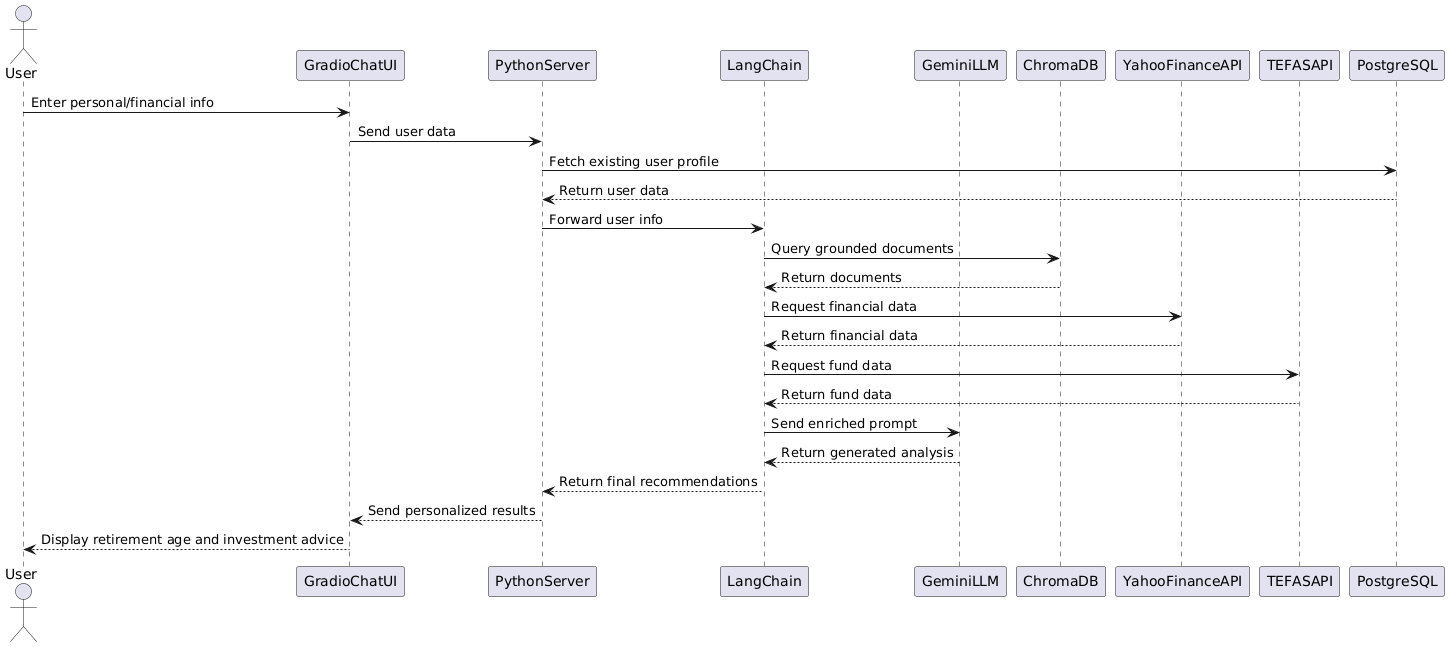 User
GradioChatUI
PythonServer
LangChain
GeminiLLM
ChromaDB
YahooFinanceAPI
TEFASAPI
PostgreSQL
Enter personal/financial info
Send user data
Fetch existing user profile
Return user data
Forward user info
Query grounded documents
Return documents
Request financial data
Return financial data
Request fund data
Return fund data
Send enriched prompt
Return generated analysis
Return final recommendations
Send personalized results
Display retirement age and investment advice
User
GradioChatUI
PythonServer
LangChain
GeminiLLM
ChromaDB
YahooFinanceAPI
TEFASAPI
PostgreSQL